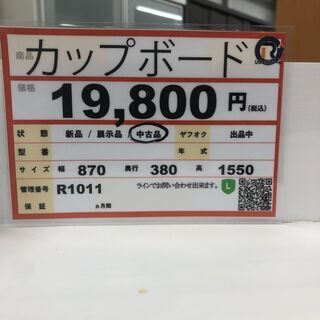 商品 カップボード
価格 19,800円(税込)
状態 新品 / 展示品 / 中古品 ヤフオク 出品中
型番 年式
サイズ 幅 870 奥行 380 高 1550
管理番号 R1011 ラインでお問い合わせ出来ます。
保証 ヵ月間
L